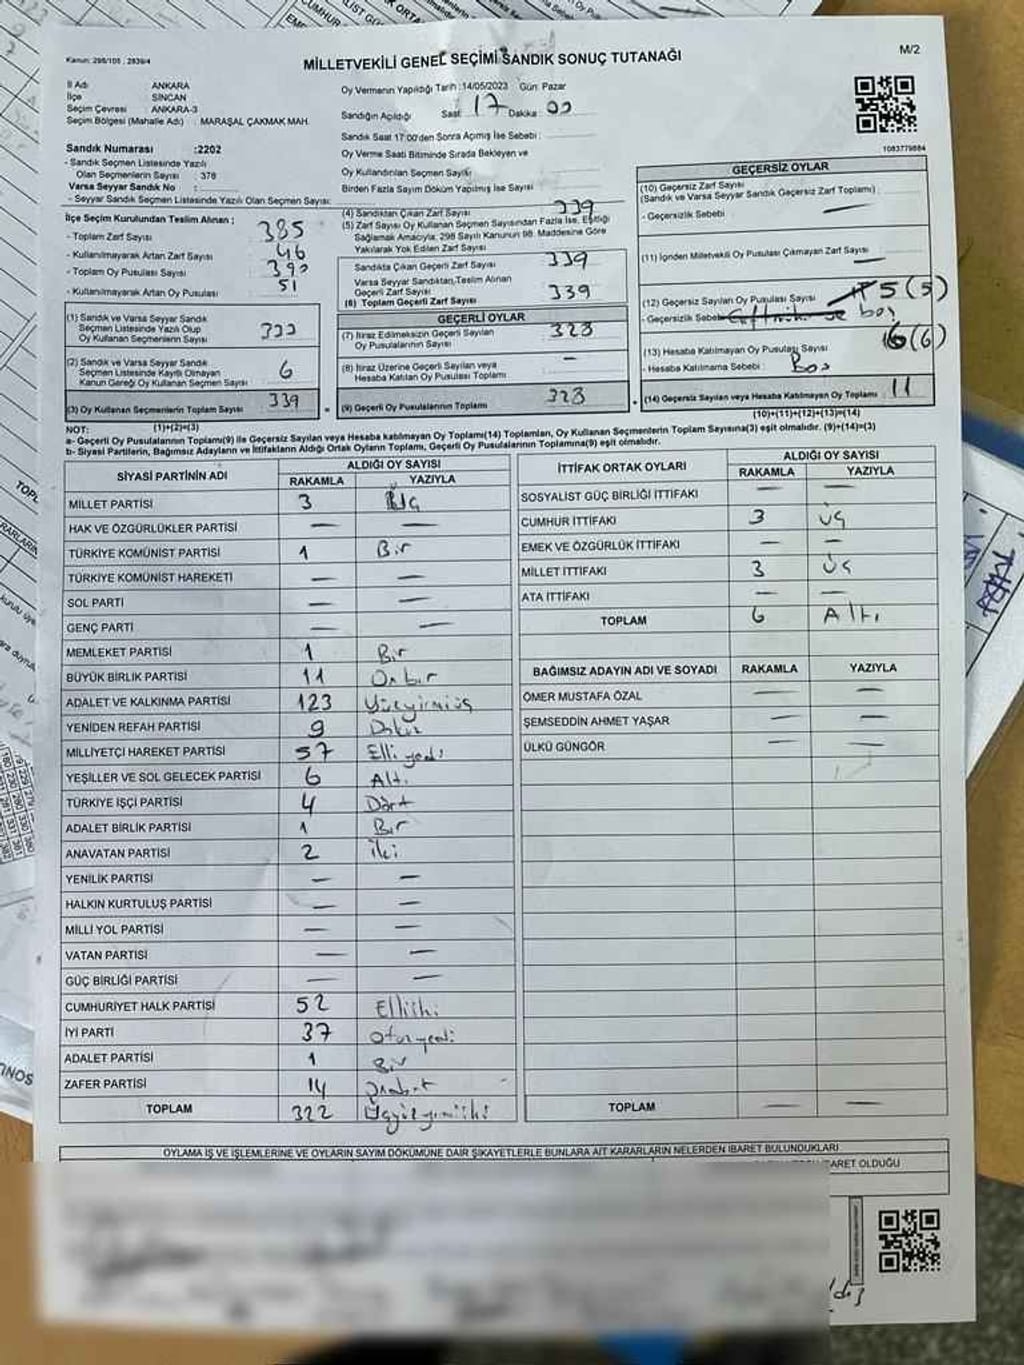 Kanun: 298/105 , 2839/4
MİLLETVEKİLİ GENEL SEÇİMİ SANDIK SONUÇ TUTANAĞI
M/2
İl Adı ANKARA
İlçe SİNCAN
Seçim Çevresi ANKARA-3
Seçim Bölgesi (Mahalle Adı) : MARAŞAL ÇAKMAK MAH.
Sandık Numarası :2202
- Sandık Seçmen Listesinde Yazılı
Olan Seçmenlerin Sayısı : 378
Varsa Seyyar Sandık No :
- Seyyar Sandık Seçmen Listesinde Yazılı Olan Seçmen Sayısı:
Oy Vermenin Yapıldığı Tarih :14/05/2023 Gün: Pazar
Sandığın Açıldığı Saat: 17 Dakika 00
Sandık Saat 17:00'den Sonra Açımış İse Sebebi :
Oy Verme Saati Bitiminde Sırada Bekleyen ve
Oy Kullandırılan Seçmen Sayısı
Birden Fazla Sayım Döküm Yapılmış İse Sayısı
1083779884
İlçe Seçim Kurulundan Teslim Alınan ;
- Toplam Zarf Sayısı 385
- Kullanılmayarak Artan Zarf Sayısı 46
- Toplam Oy Pusulası Sayısı 390
- Kullanılmayarak Artan Oy Pusulası 51
(1) Sandık ve Varsa Seyyar Sandık
Seçmen Listesinde Yazılı Olup
Oy Kullanan Seçmenlerin Sayısı 333
(2) Sandık ve Varsa Seyyar Sandık
Seçmen Listesinde Kayıtlı Olmayan
Kanun Gereği Oy Kullanan Seçmen Sayısı 6
(3) Oy Kullanan Seçmenlerin Toplam Sayısı 339
(4) Sandıktan Çıkan Zarf Sayısı 339
(5) Zarf Sayısı Oy Kullanan Seçmen Sayısından Fazla İse, Eşitliği
Sağlamak Amacıyla, 298 Sayılı Kanunun 98. Maddesine Göre
Yakılarak Yok Edilen Zarf Sayısı
Sandıkta Çıkan Geçerli Zarf Sayısı 339
Varsa Seyyar Sandıktan Teslim Alınan
Geçerli Zarf Sayısı
(6) Toplam Geçerli Zarf Sayısı 339
GEÇERLİ OYLAR
(7) İtiraz Edilmeksizin Geçerli Sayılan
Oy Pusulalarının Sayısı 328
(8) İtiraz Üzerine Geçerli Sayılan veya
Hesaba Katılan Oy Pusulası Toplamı —
= (9) Geçerli Oy Pusulalarının Toplamı 328
GEÇERSİZ OYLAR
(10) Geçersiz Zarf Sayısı
(Sandık ve Varsa Seyyar Sandık Geçersiz Zarf Toplamı) :
- Geçersizlik Sebebi —
(11) İçinden Milletvekili Oy Pusulası Çıkmayan Zarf Sayısı —
(12) Geçersiz Sayılan Oy Pusulası Sayısı 5 (5)
- Geçersizlik Sebebi boş
(13) Hesaba Katılmayan Oy Pusulası Sayısı 6 (6)
- Hesaba Katılmama Sebebi : Boş
+ (14) Geçersiz Sayılan veya Hesaba Katılmayan Oy Toplamı 11
NOT: (1)+(2)=(3)
(10)+(11)+(12)+(13)=(14)
a- Geçerli Oy Pusulalarının Toplamı(9) ile Geçersiz Sayılan veya Hesaba katılmayan Oy Toplamı(14) Toplamları, Oy Kullanan Seçmenlerin Toplam Sayısına(3) eşit olmalıdır. (9)+(14)=(3)
b- Siyasi Partilerin, Bağımsız Adayların ve İttifakların Aldığı Oyların Toplamı, Geçerli Oy Pusulalarının Toplamına(9) eşit olmalıdır.
SİYASİ PARTİNİN ADI
ALDIĞI OY SAYISI
RAKAMLA YAZIYLA
MİLLET PARTİSİ 3 Üç
HAK VE ÖZGÜRLÜKLER PARTİSİ — —
TÜRKİYE KOMÜNİST PARTİSİ 1 Bir
TÜRKİYE KOMÜNİST HAREKETİ — —
SOL PARTİ — —
GENÇ PARTİ — —
MEMLEKET PARTİSİ 1 Bir
BÜYÜK BİRLİK PARTİSİ 11 Onbir
ADALET VE KALKINMA PARTİSİ 123 Yüzyirmiüç
YENİDEN REFAH PARTİSİ 9 Dokuz
MİLLİYETÇİ HAREKET PARTİSİ 57 Elli yedi
YEŞİLLER VE SOL GELECEK PARTİSİ 6 Altı
TÜRKİYE İŞÇİ PARTİSİ 4 Dört
ADALET BİRLİK PARTİSİ 1 Bir
ANAVATAN PARTİSİ 2 İki
YENİLİK PARTİSİ — —
HALKIN KURTULUŞ PARTİSİ — —
MİLLİ YOL PARTİSİ — —
VATAN PARTİSİ — —
GÜÇ BİRLİĞİ PARTİSİ — —
CUMHURİYET HALK PARTİSİ 52 Elliiki
İYİ PARTİ 37 Otuzyedi
ADALET PARTİSİ 1 Bir
ZAFER PARTİSİ 14 Ondört
TOPLAM 322 Üçyüzyirmiiki
İTTİFAK ORTAK OYLARI
ALDIĞI OY SAYISI
RAKAMLA YAZIYLA
SOSYALİST GÜÇ BİRLİĞİ İTTİFAKI — —
CUMHUR İTTİFAKI 3 Üç
EMEK VE ÖZGÜRLÜK İTTİFAKI — —
MİLLET İTTİFAKI 3 Üç
ATA İTTİFAKI — —
TOPLAM 6 Altı
BAĞIMSIZ ADAYIN ADI VE SOYADI RAKAMLA YAZIYLA
ÖMER MUSTAFA ÖZAL — —
ŞEMSEDDİN AHMET YAŞAR — —
ÜLKÜ GÜNGÖR — —
TOPLAM — —
OYLAMA İŞ VE İŞLEMLERİNE VE OYLARIN SAYIM DÖKÜMÜNE DAİR ŞİKAYETLERLE BUNLARA AİT KARARLARIN NELERDEN İBARET BULUNDUKLARI
BARET OLDUĞU